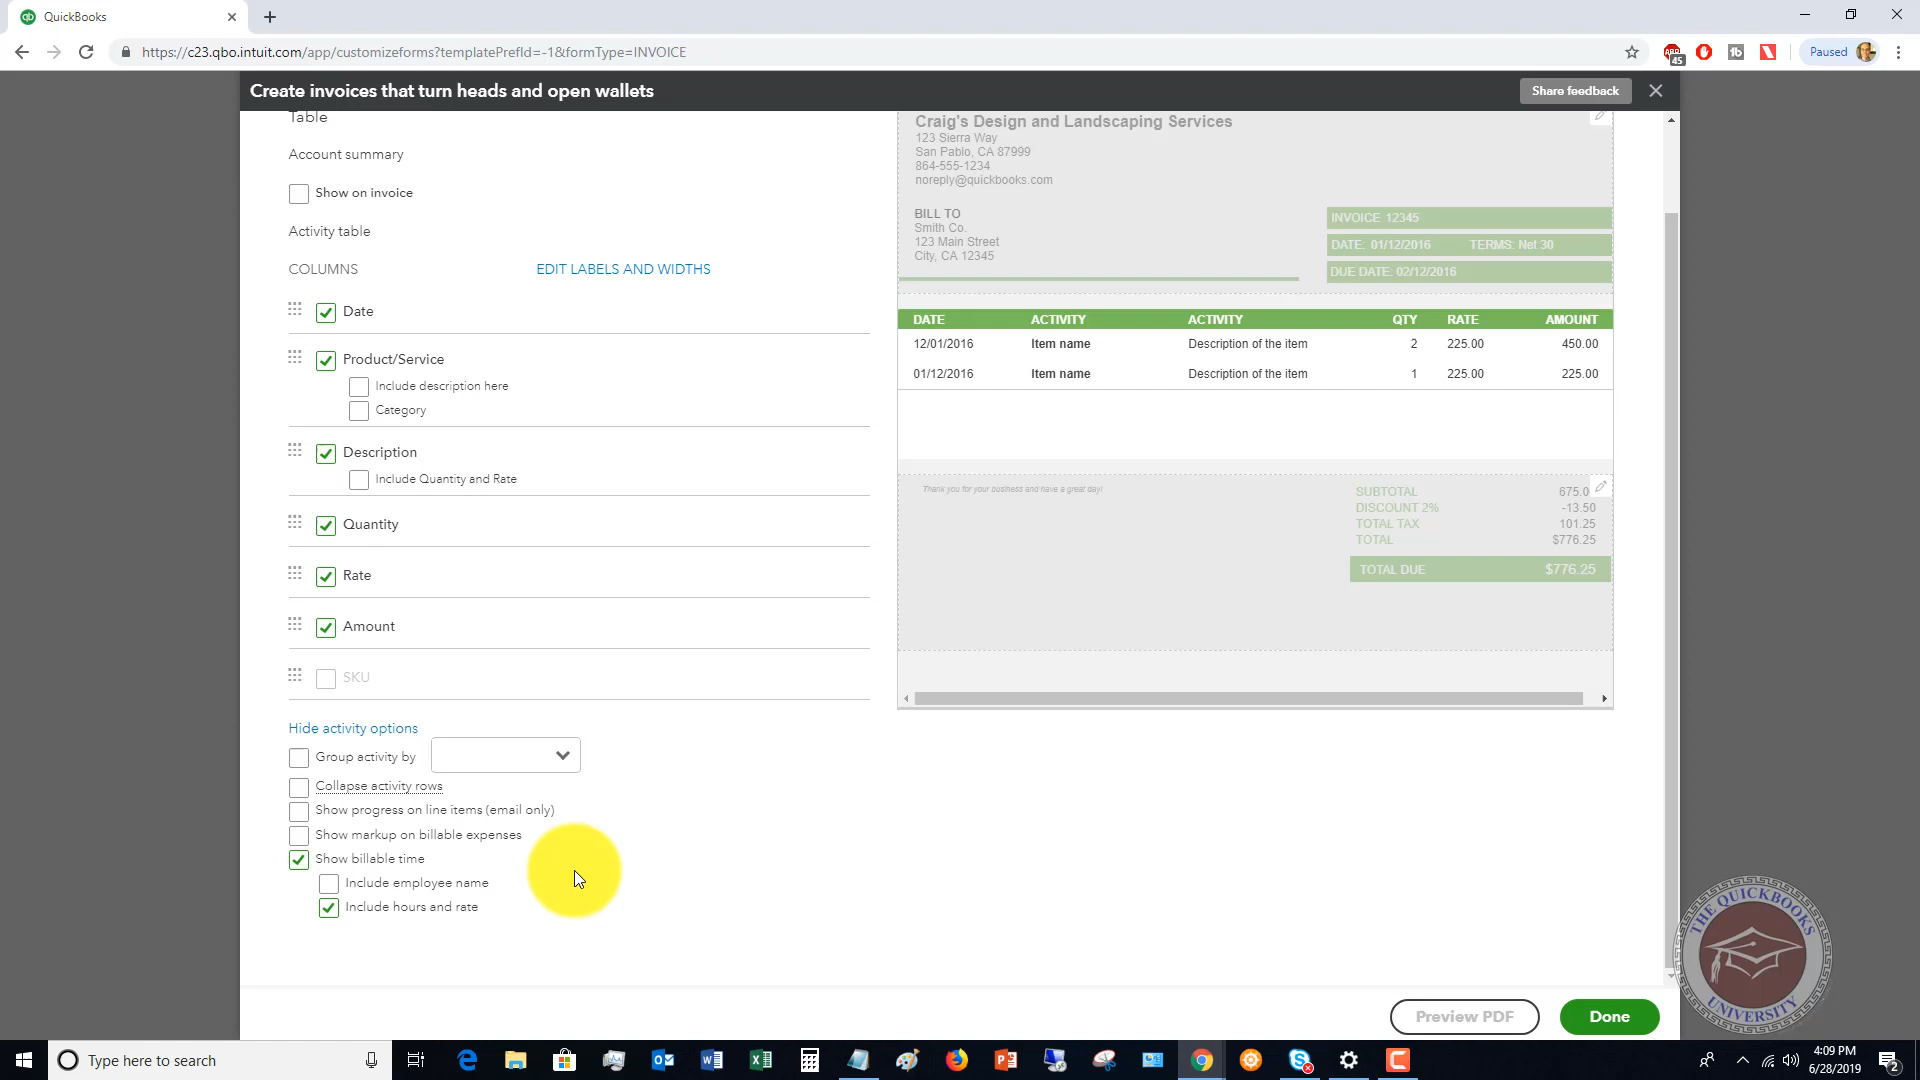 QuickBooks
https://c23.qbo.intuit.com/app/customizeforms?templatePrefId=-1&formType=INVOICE
45
Paused
Create invoices that turn heads and open wallets
Share feedback
Table
Account summary
Show on invoice
Activity table
COLUMNS
EDIT LABELS AND WIDTHS
Date
Product/Service
Include description here
Category
Description
Include Quantity and Rate
Quantity
Rate
Amount
SKU
Hide activity options
Group activity by
Collapse activity rows
Show progress on line items (email only)
Show markup on billable expenses
Show billable time
Include employee name
Include hours and rate
Craig's Design and Landscaping Services
123 Sierra Way
San Pablo, CA 87999
864-555-1234
noreply@quickbooks.com
BILL TO
Smith Co.
123 Main Street
City, CA 12345
INVOICE 12345
DATE: 01/12/2016 TERMS: Net 30
DUE DATE: 02/12/2016
DATE ACTIVITY ACTIVITY QTY RATE AMOUNT
12/01/2016 Item name Description of the item 2 225.00 450.00
01/12/2016 Item name Description of the item 1 225.00 225.00
Thank you for your business and have a great day!
SUBTOTAL 675.0
DISCOUNT 2% -13.50
TOTAL TAX 101.25
TOTAL $776.25
TOTAL DUE $776.25
Preview PDF
Done
THE QUICKBOOKS
UNIVERSITY
Type here to search
4:09 PM
6/28/2019
2